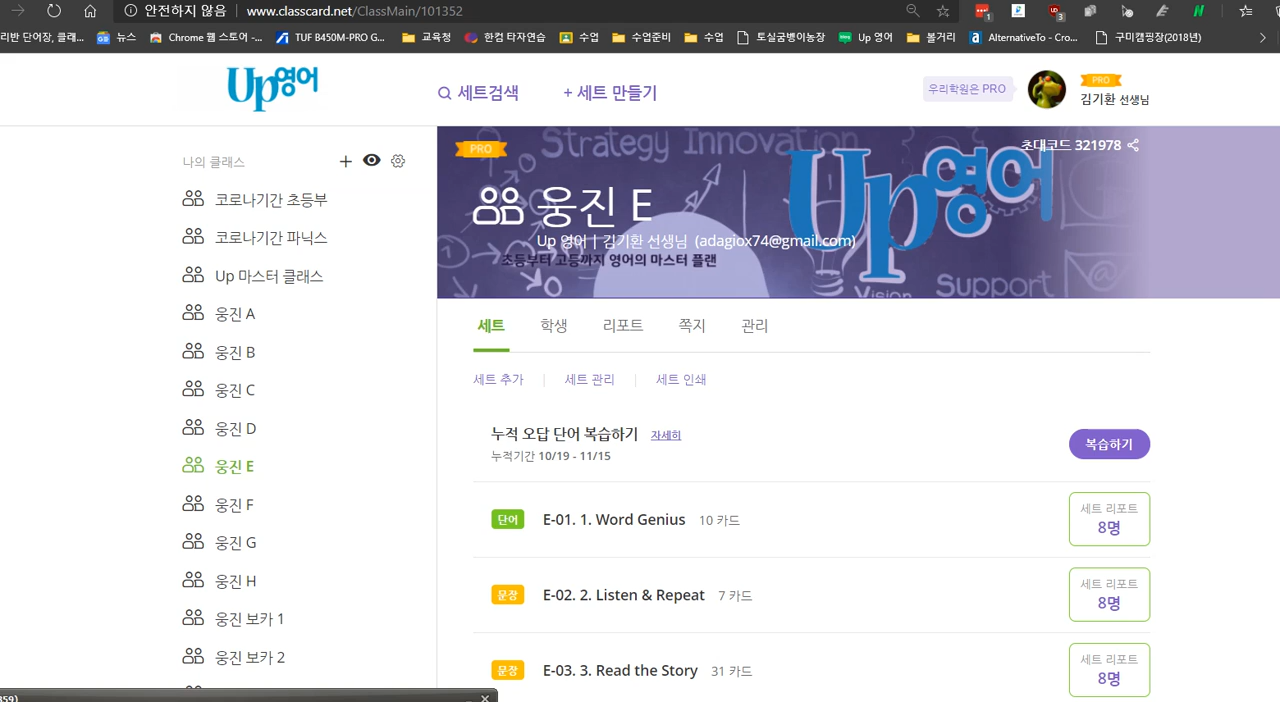 안전하지 않음 | www.classcard.net/ClassMain/101352
1
3
리반 단어장, 클래... 뉴스 Chrome 웹 스토어 -... TUF B450M-PRO G... 교육청 한컴 타자연습 수업 수업준비 수업 토실굼벵이농장 Up 영어 볼거리 AlternativeTo - Cro... 구미캠핑장(2018년)
Up영어
세트검색
+ 세트 만들기
우리학원은 PRO
PRO
김기환 선생님
나의 클래스
코로나기간 초등부
코로나기간 파닉스
Up 마스터 클래스
웅진 A
웅진 B
웅진 C
웅진 D
웅진 E
웅진 F
웅진 G
웅진 H
웅진 보카 1
웅진 보카 2
859)
PRO
Strategy Innovation
초대코드 321978
Up영어
웅진 E
Up 영어 | 김기환 선생님 (adagiox74@gmail.com)
초등부터 고등까지 영어의 마스터 플랜
Vision
Support
세트 학생 리포트 쪽지 관리
세트 추가 | 세트 관리 | 세트 인쇄
누적 오답 단어 복습하기 자세히
누적기간 10/19 - 11/15
복습하기
단어 E-01. 1. Word Genius 10 카드
세트 리포트
8명
문장 E-02. 2. Listen & Repeat 7 카드
세트 리포트
8명
문장 E-03. 3. Read the Story 31 카드
세트 리포트
8명